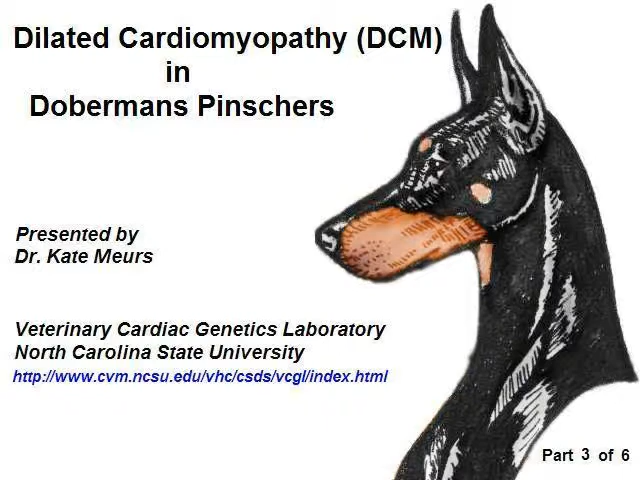 Dilated Cardiomyopathy (DCM)
in
Dobermans Pinschers
Presented by
Dr. Kate Meurs
Veterinary Cardiac Genetics Laboratory
North Carolina State University
http://www.cvm.ncsu.edu/vhc/csds/vcgl/index.html
Part 3 of 6